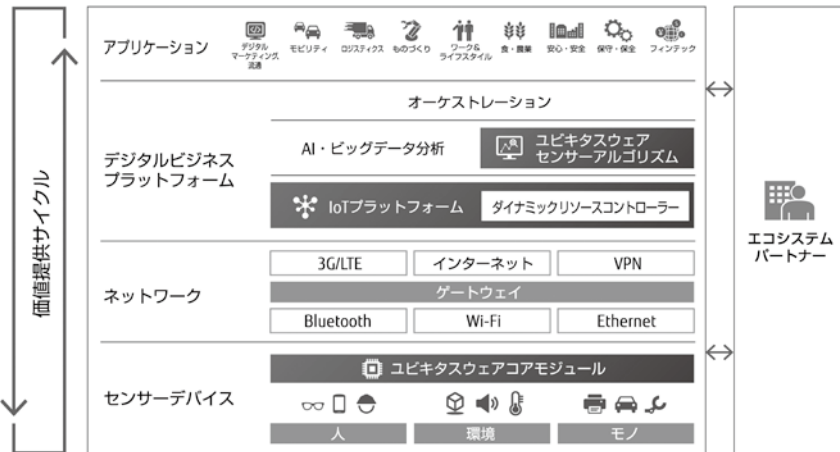 価値提供サイクル
アプリケーション
デジタル
マーケティング,
流通
モビリティ
ロジスティクス
ものづくり
ワーク&
ライフスタイル
食・農業
安心・安全
保守・保全
フィンテック
デジタルビジネス
プラットフォーム
オーケストレーション
AI・ビッグデータ分析
ユビキタスウェア
センサーアルゴリズム
IoTプラットフォーム
ダイナミックリソースコントローラー
ネットワーク
3G/LTE
インターネット
VPN
ゲートウェイ
Bluetooth
Wi-Fi
Ethernet
センサーデバイス
ユビキタスウェアコアモジュール
人
環境
モノ
エコシステム
パートナー